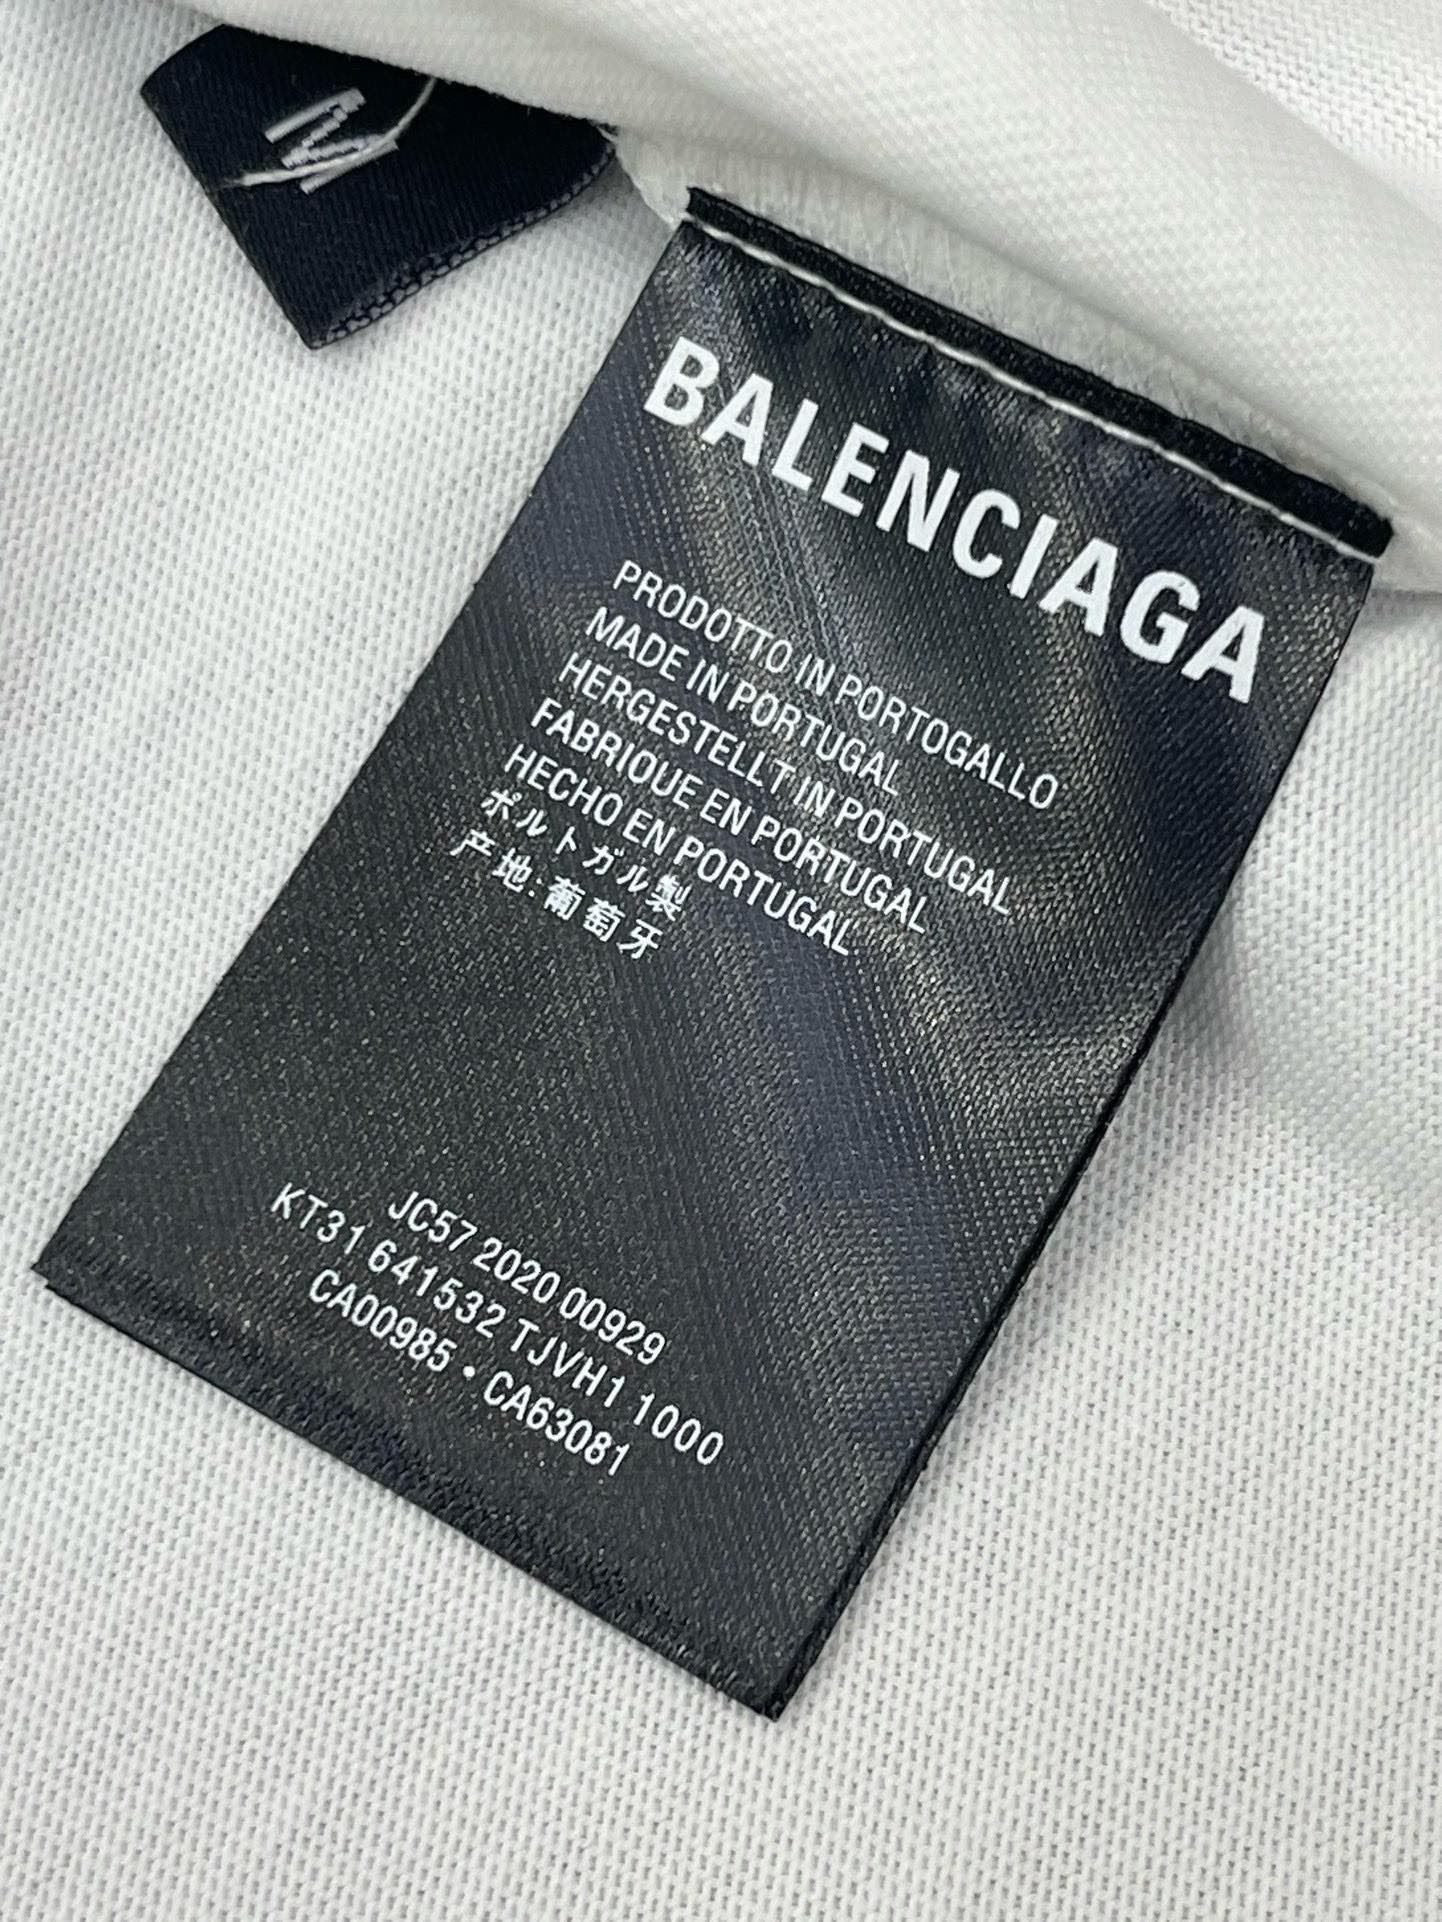 M
BALENCIAGA
PRODOTTO IN PORTOGALLO
MADE IN PORTUGAL
HERGESTELLT IN PORTUGAL
FABRIQUE EN PORTUGAL
HECHO EN PORTUGAL
ポルトガル製
产地:葡萄牙
JC57 2020 00929
KT31 641532 TJVH1 1000
CA00985 • CA63081